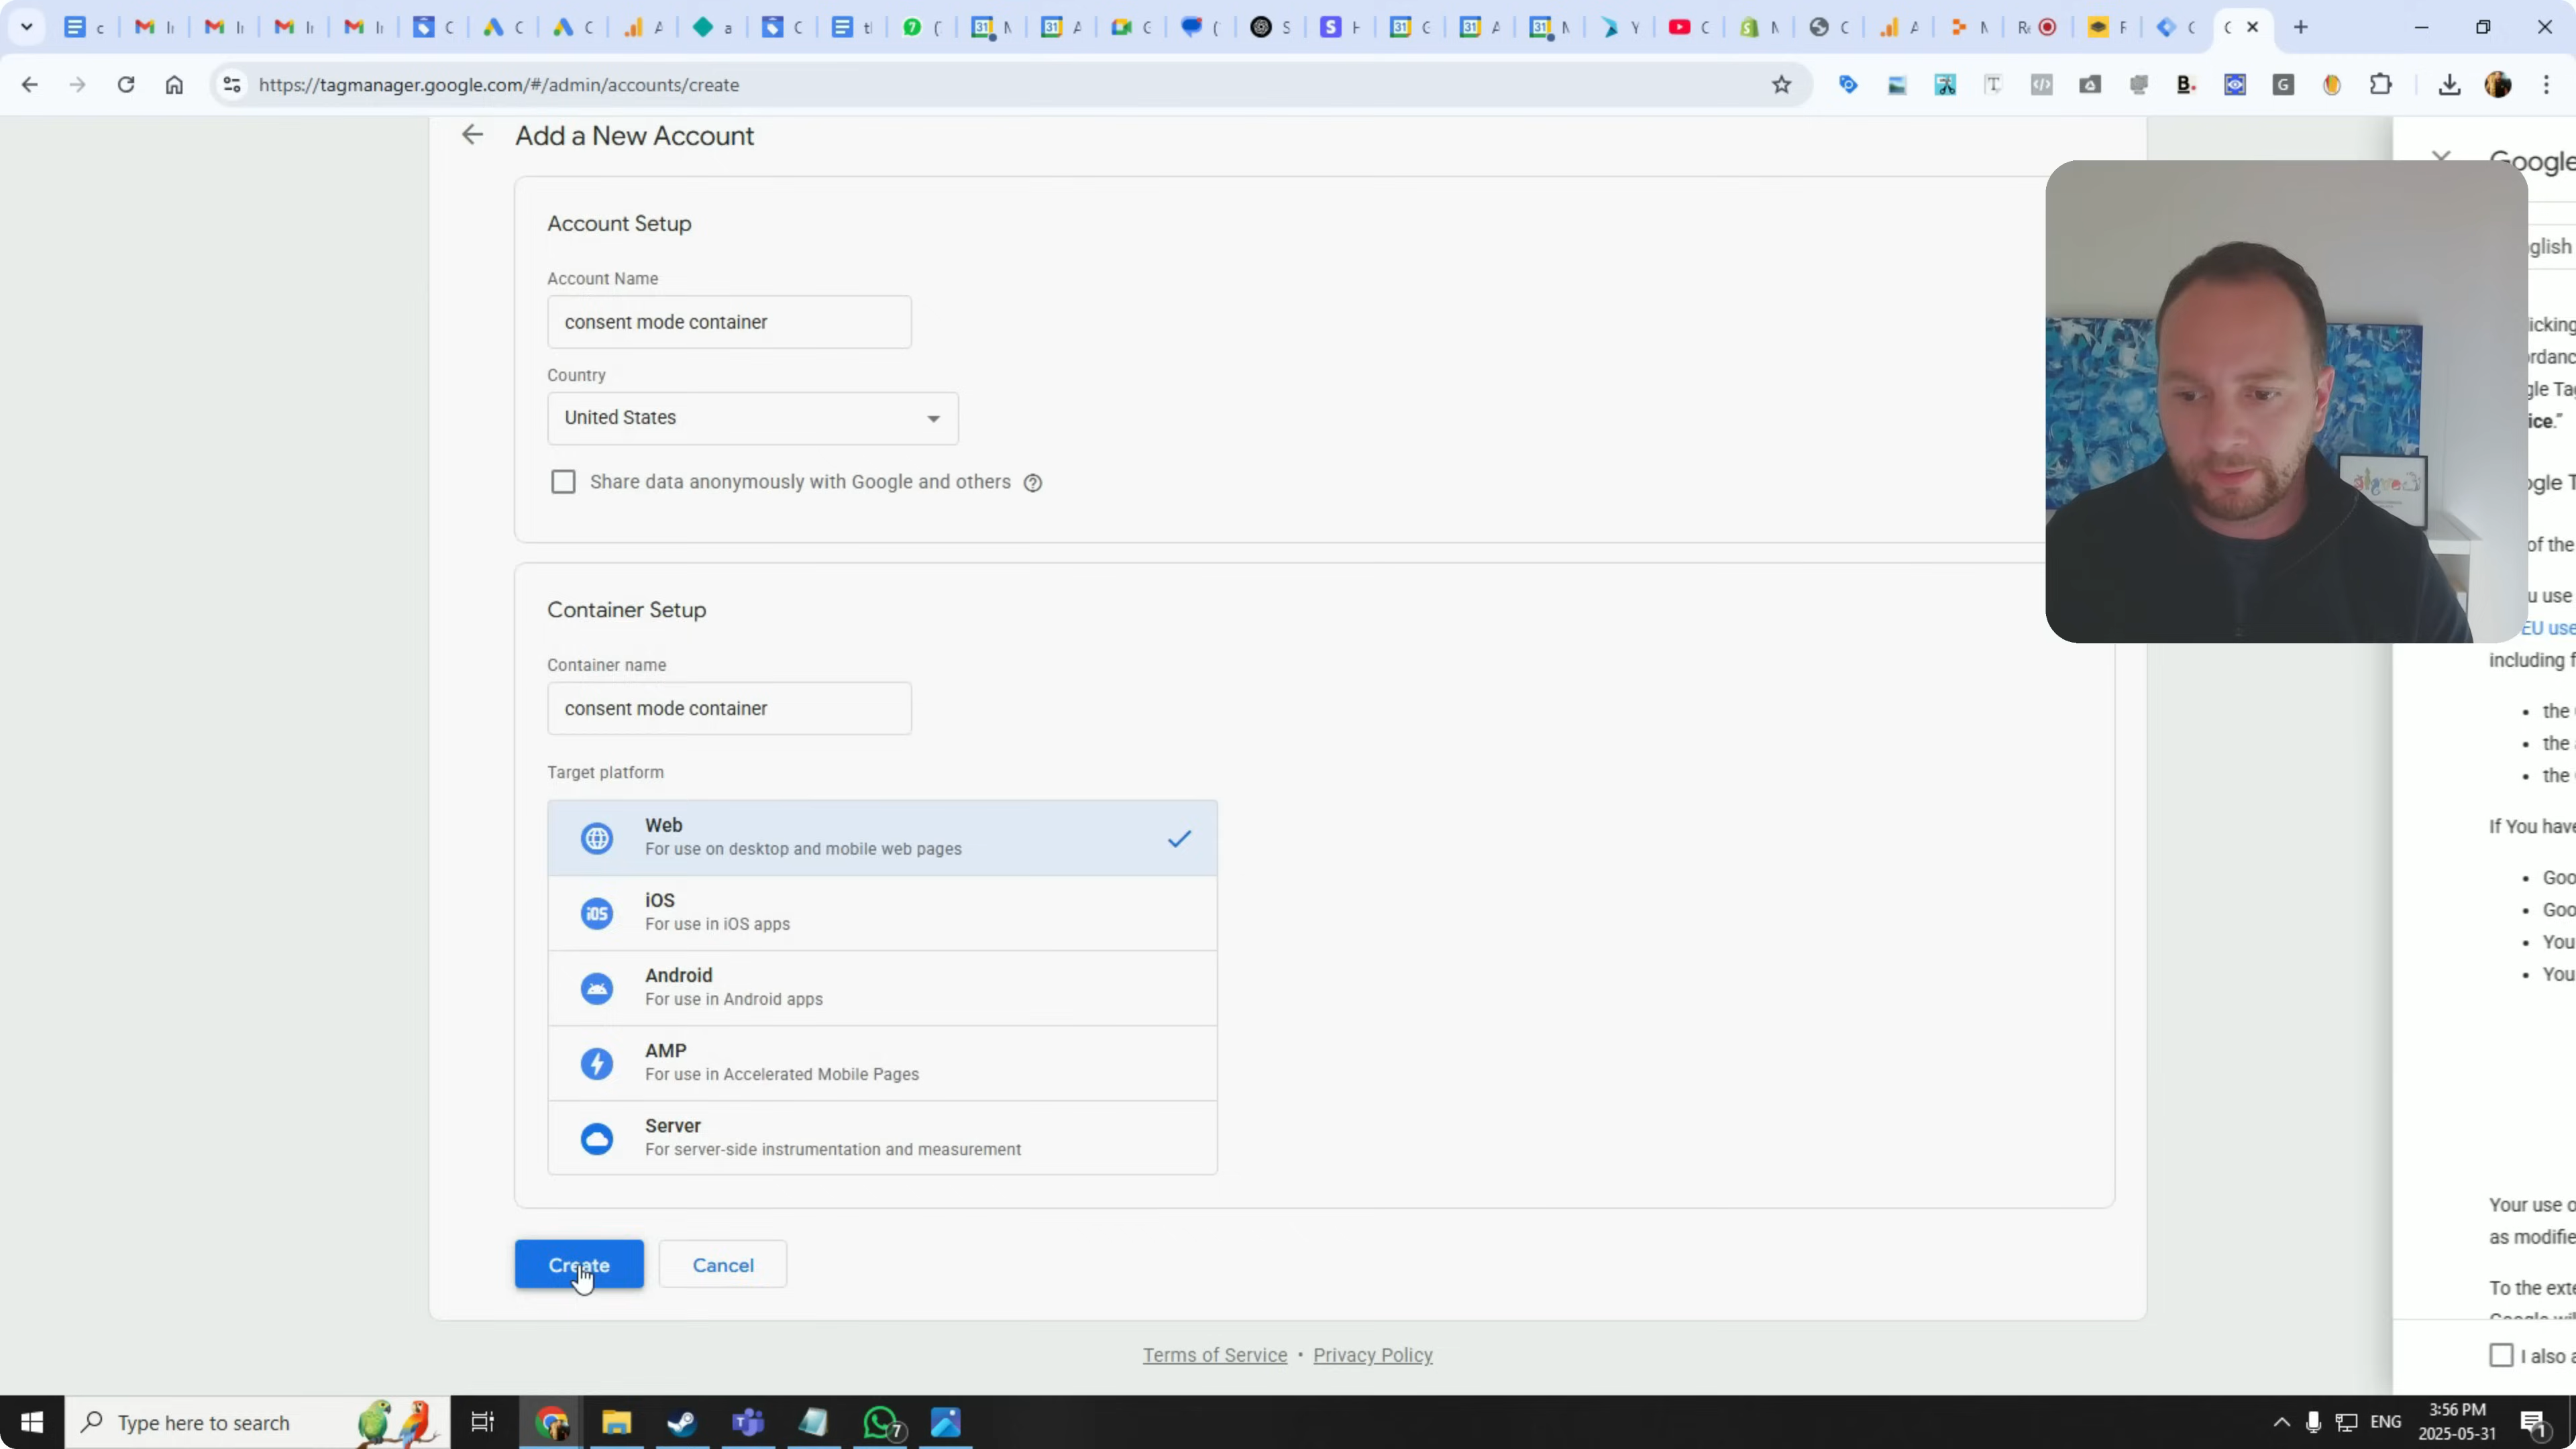 https://tagmanager.google.com/#/admin/accounts/create
Add a New Account
Account Setup
Account Name
consent mode container
Country
United States
Share data anonymously with Google and others
Container Setup
Container name
consent mode container
Target platform
Web
For use on desktop and mobile web pages
iOS
For use in iOS apps
Android
For use in Android apps
AMP
For use in Accelerated Mobile Pages
Server
For server-side instrumentation and measurement
Create
Cancel
Terms of Service • Privacy Policy
Google
glish
icking
ordanc
gle Ta
ice."
ogle T
of the
u use
EU use
including f
the
the
the
If You have
Goo
Goo
You
You
Your use o
as modifie
To the exte
I also a
Type here to search
7
ENG
3:56 PM
2025-05-31
1